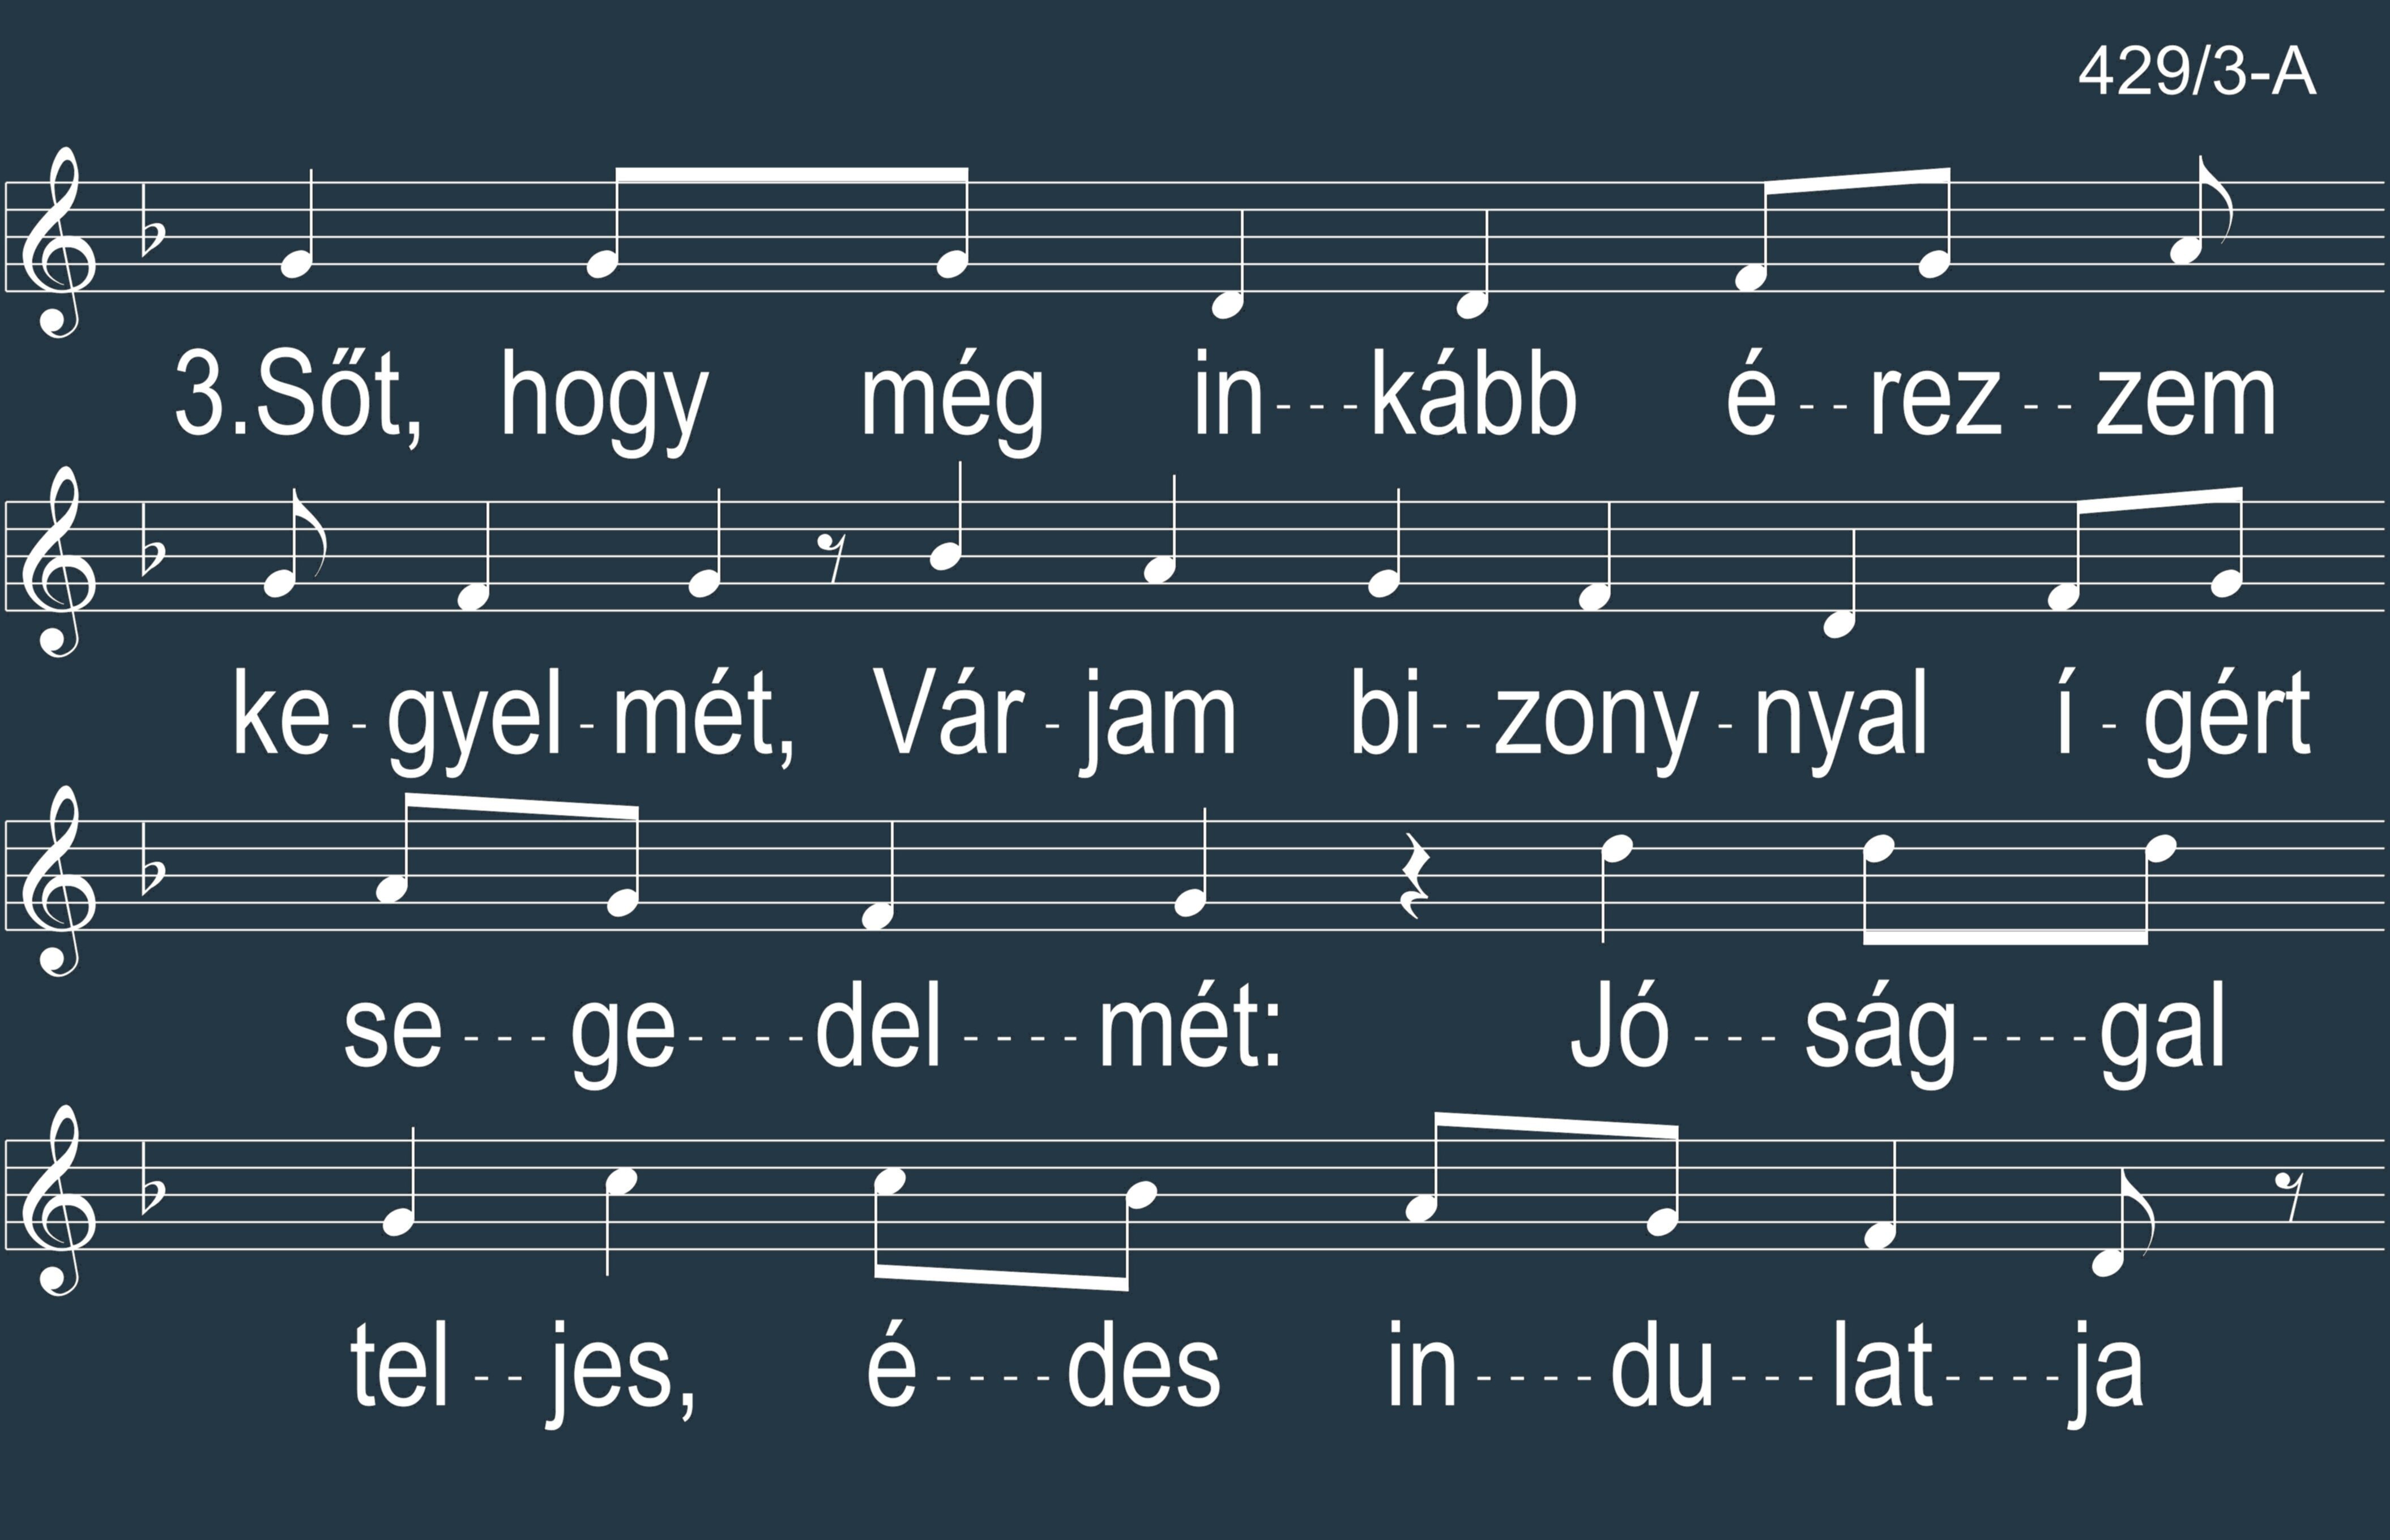 429/3-A
3.Sőt, hogy még in---kább é--rez--zem
ke-gyel-mét, Vár-jam bi--zony-nyal í-gért
se---ge----del----mét: Jó---ság----gal
tel--jes, é----des in----du---lat----ja